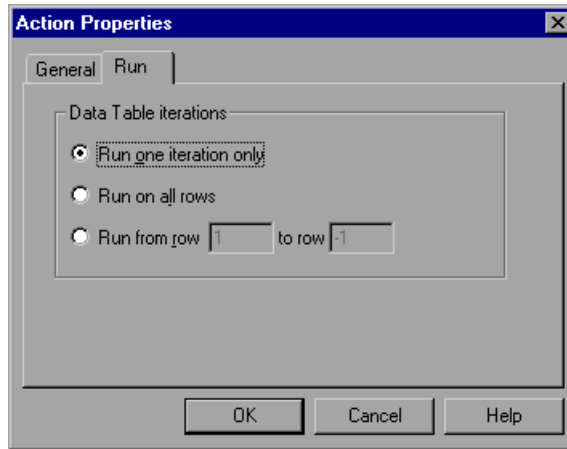 Action Properties
General Run
Data Table iterations
Run one iteration only
Run on all rows
Run from row 1 to row -1
OK Cancel Help